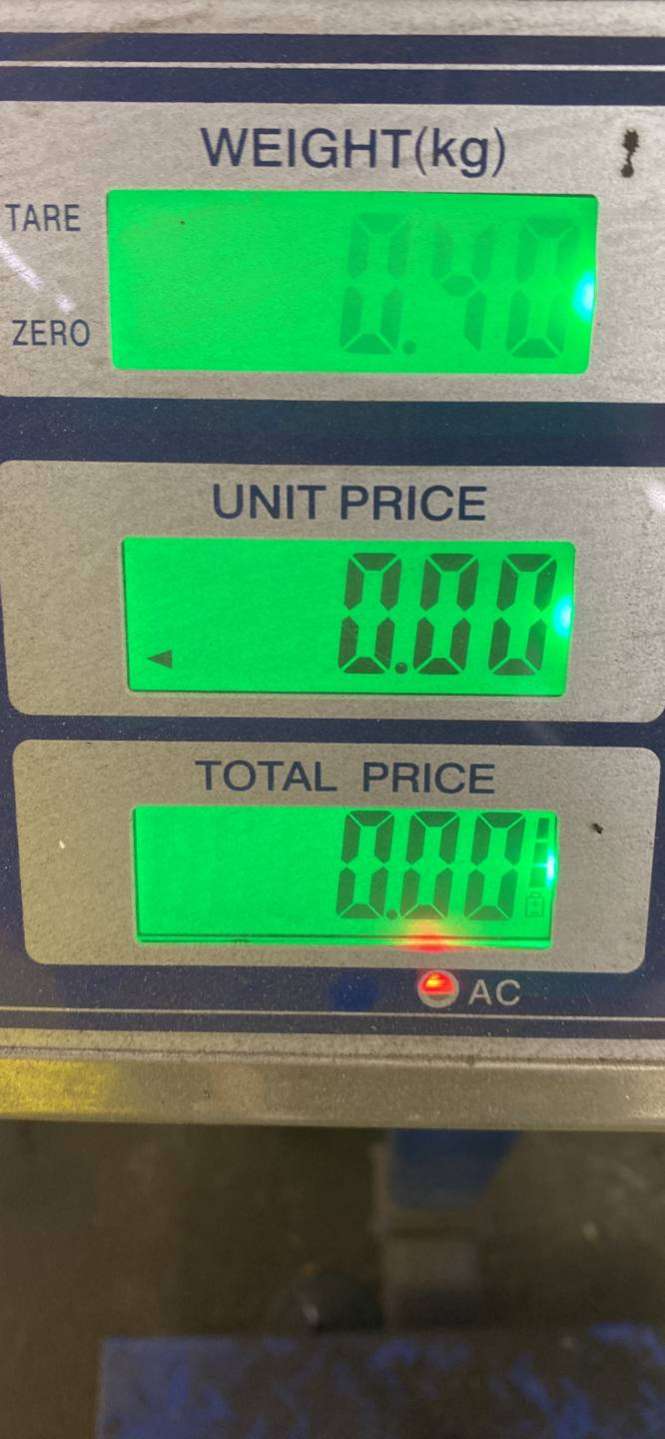 WEIGHT(kg)
TARE
0.40
ZERO
UNIT PRICE
0.00
TOTAL PRICE
0.00
AC